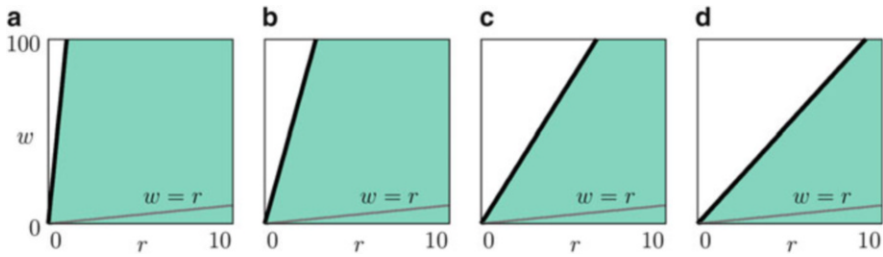 a b c d
100
w
w = r w = r w = r w = r
0
0 r 10 0 r 10 0 r 10 0 r 10